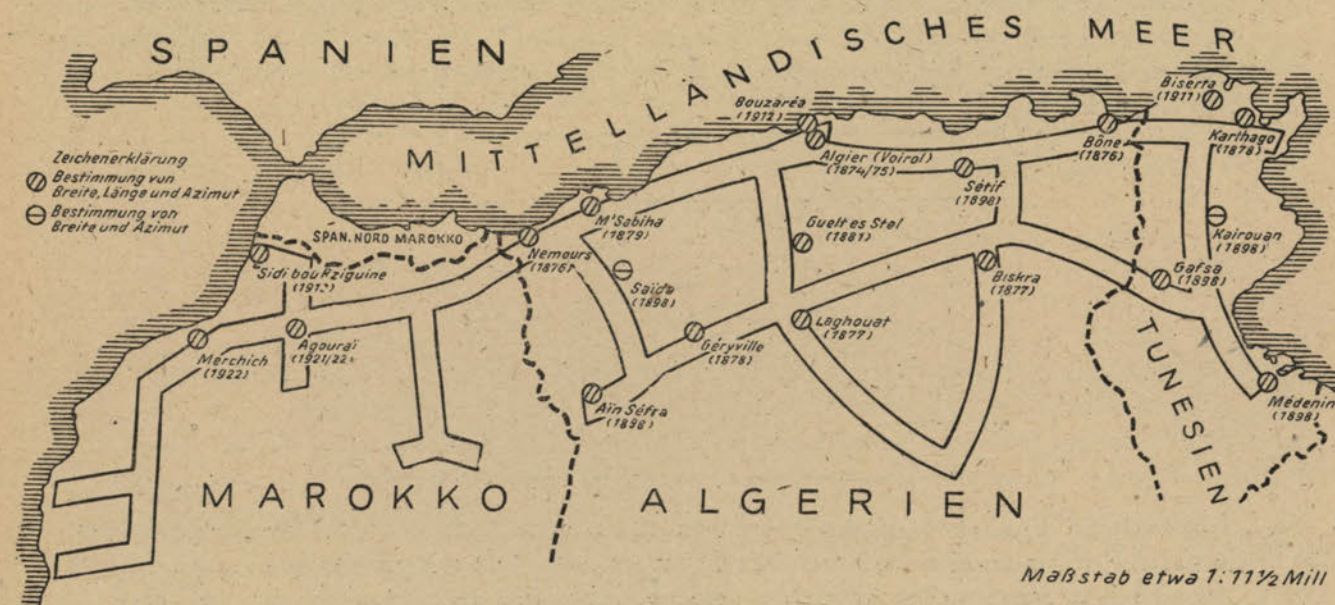 SPANIEN
MITTELLÄNDISCHES MEER
Zeichenerklärung
Bestimmung von
Breite, Länge und Azimut
Bestimmung von
Breite und Azimut
SPAN. NORD MAROKKO
Sidi bou Rziguine
Merchich
(1922)
Agouraï
(1921/22)
Nemours
(1876)
M'Sabiha
(1879)
Saïda
(1898)
Aïn Séfra
(1898)
Géryville
(1878)
Bouzaréa
(1912)
Algier (Voirol)
(1874/75)
Guelt es Stel
(1881)
Laghouat
(1877)
Sétif
(1898)
Biskra
(1877)
Bône
(1876)
Biserta
(1911)
Karthago
(1878)
Kairouan
(1898)
Gafsa
(1898)
Médenin
(1898)
MAROKKO
ALGERIEN
TUNESIEN
Maßstab etwa 1:11½ Mill